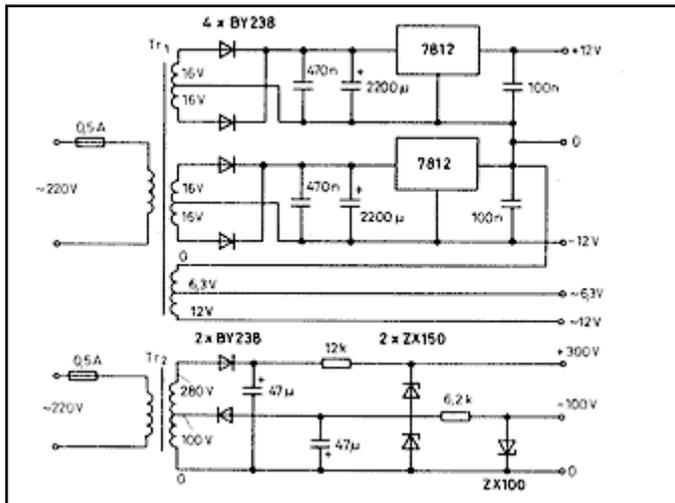 4 x BY238
Tr1
7812
+12V
16V
470n
2200µ
100n
16V
0,5A
0
7812
~220V
16V
470n
2200µ
100n
16V
-12V
0
6,3V
~6,3V
12V
~12V
2 x BY238
2 x ZX150
Tr2
12k
+300V
0,5A
280V
47µ
6,2k
-100V
~220V
100V
47µ
0
0
ZX100